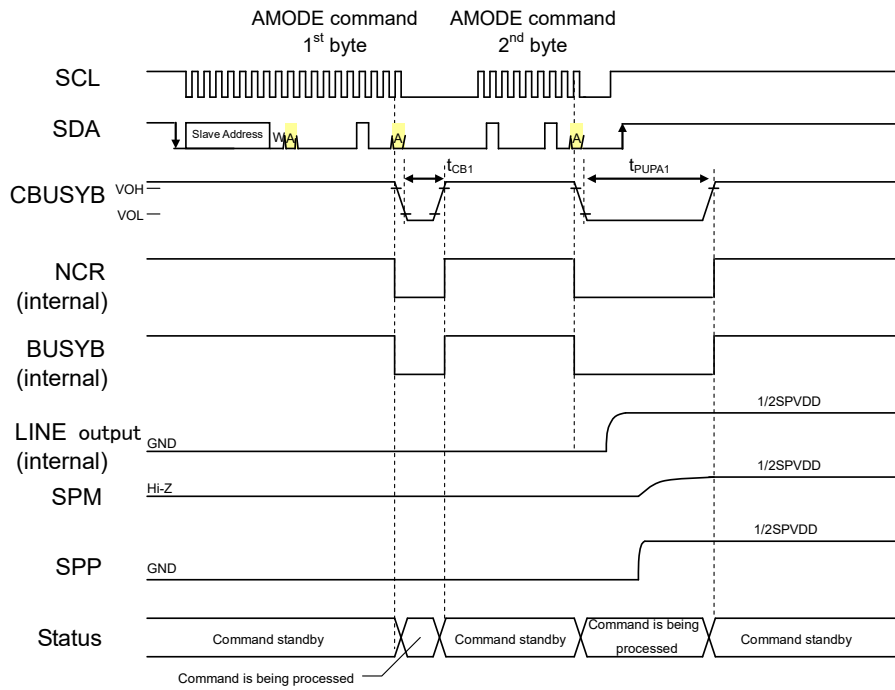 AMODE command
1st byte
AMODE command
2nd byte
SCL
SDA
Slave Address
W
A
A
A
tCB1
tPUPA1
CBUSYB
VOH
VOL
NCR
(internal)
BUSYB
(internal)
LINE output
(internal)
GND
1/2SPVDD
SPM
Hi-Z
1/2SPVDD
SPP
GND
1/2SPVDD
Status
Command standby
Command standby
Command is being
processed
Command standby
Command is being processed